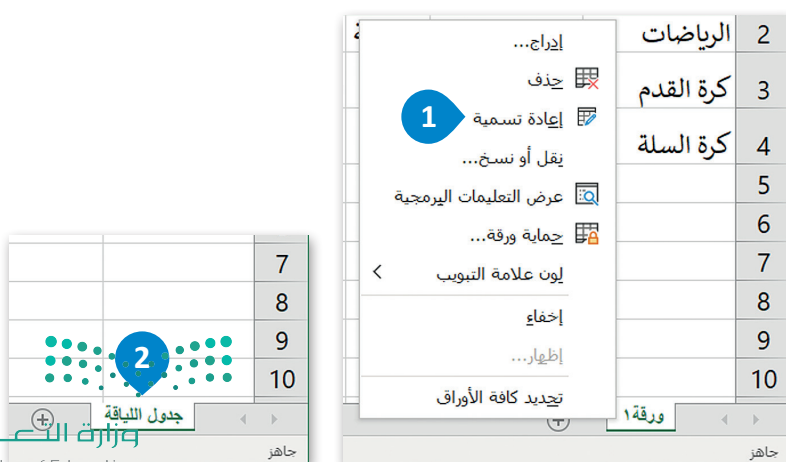 2 الرياضات
3 كرة القدم
4 كرة السلة
5
6
7
8
9
10
إدراج...
حذف
1
إعادة تسمية
نقل أو نسخ...
عرض التعليمات البرمجية
حماية ورقة...
لون علامة التبويب
إخفاء
إظهار...
تحديد كافة الأوراق
ورقة١
جاهز
7
8
9
10
2
جدول اللياقة
جاهز
وزارة التعـ